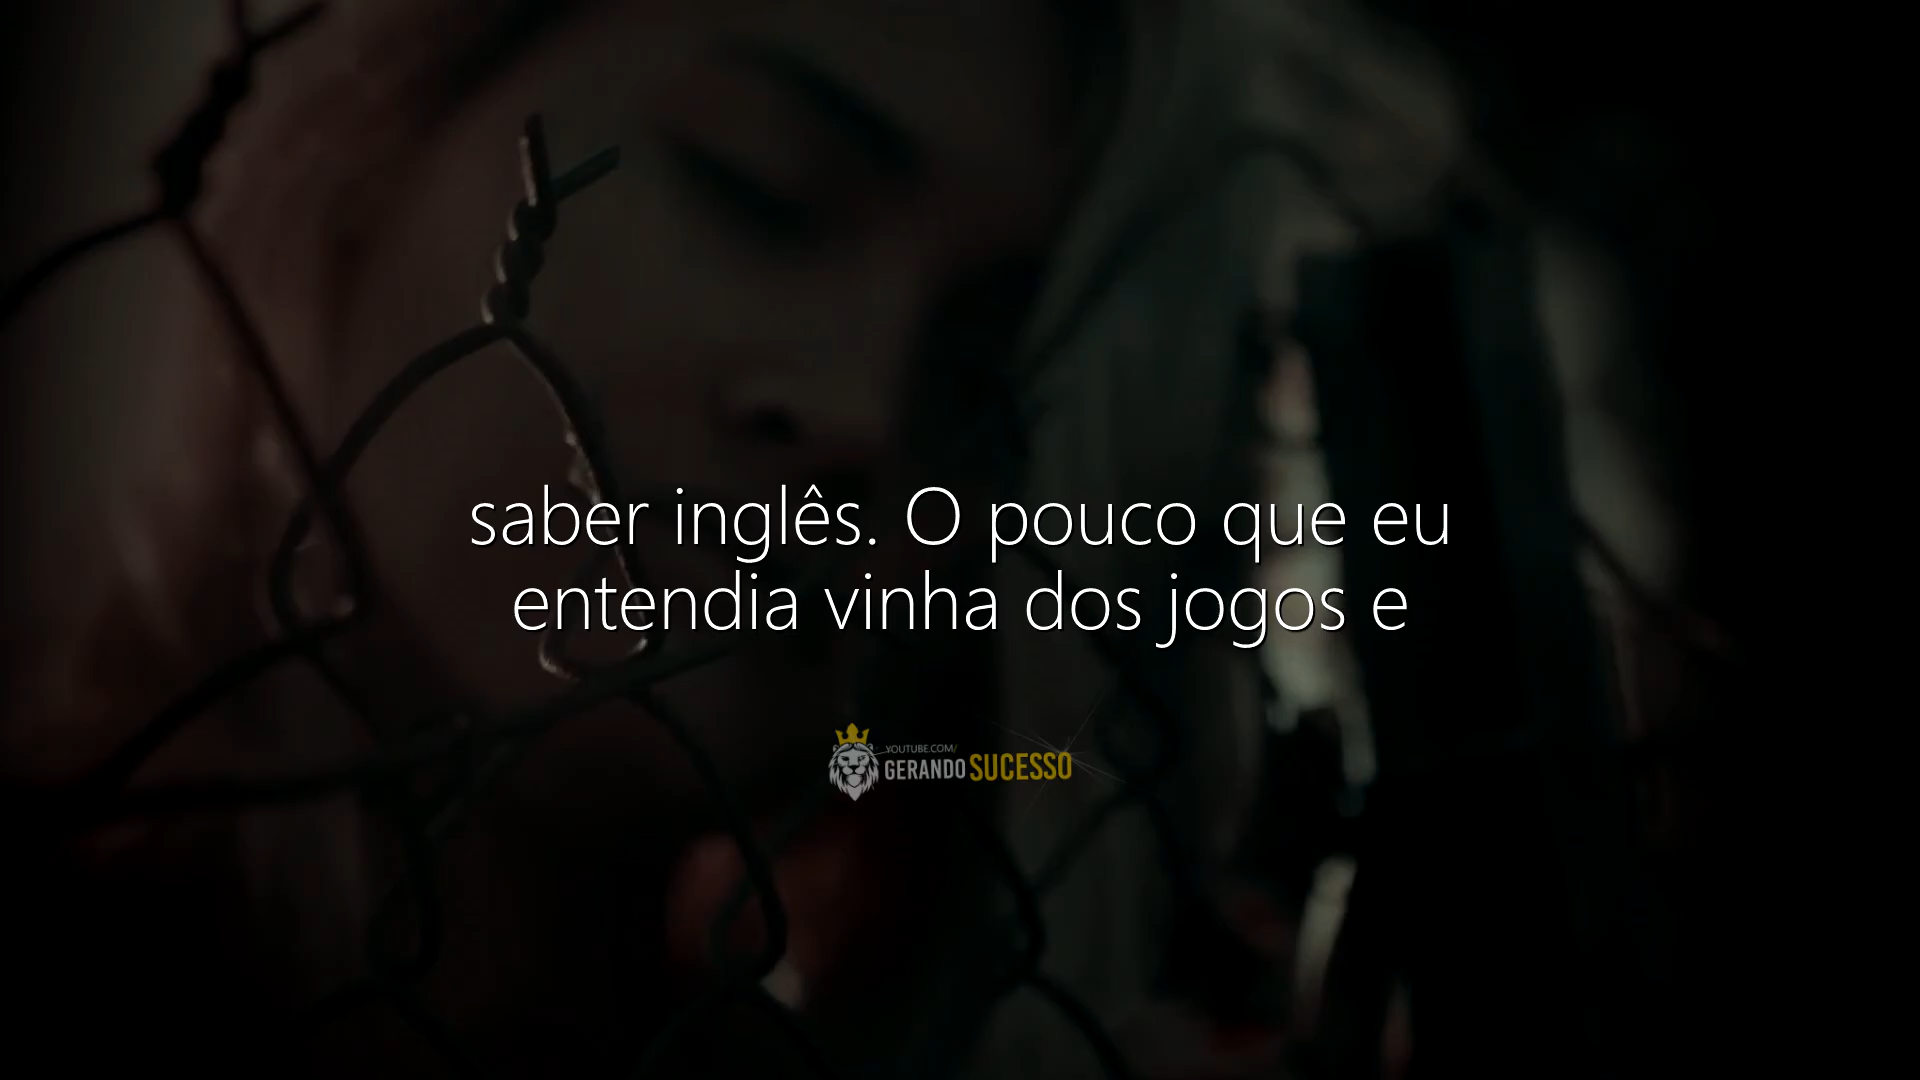 saber inglês. O pouco que eu
entendia vinha dos jogos e
YOUTUBE.COM/
GERANDO SUCESSO